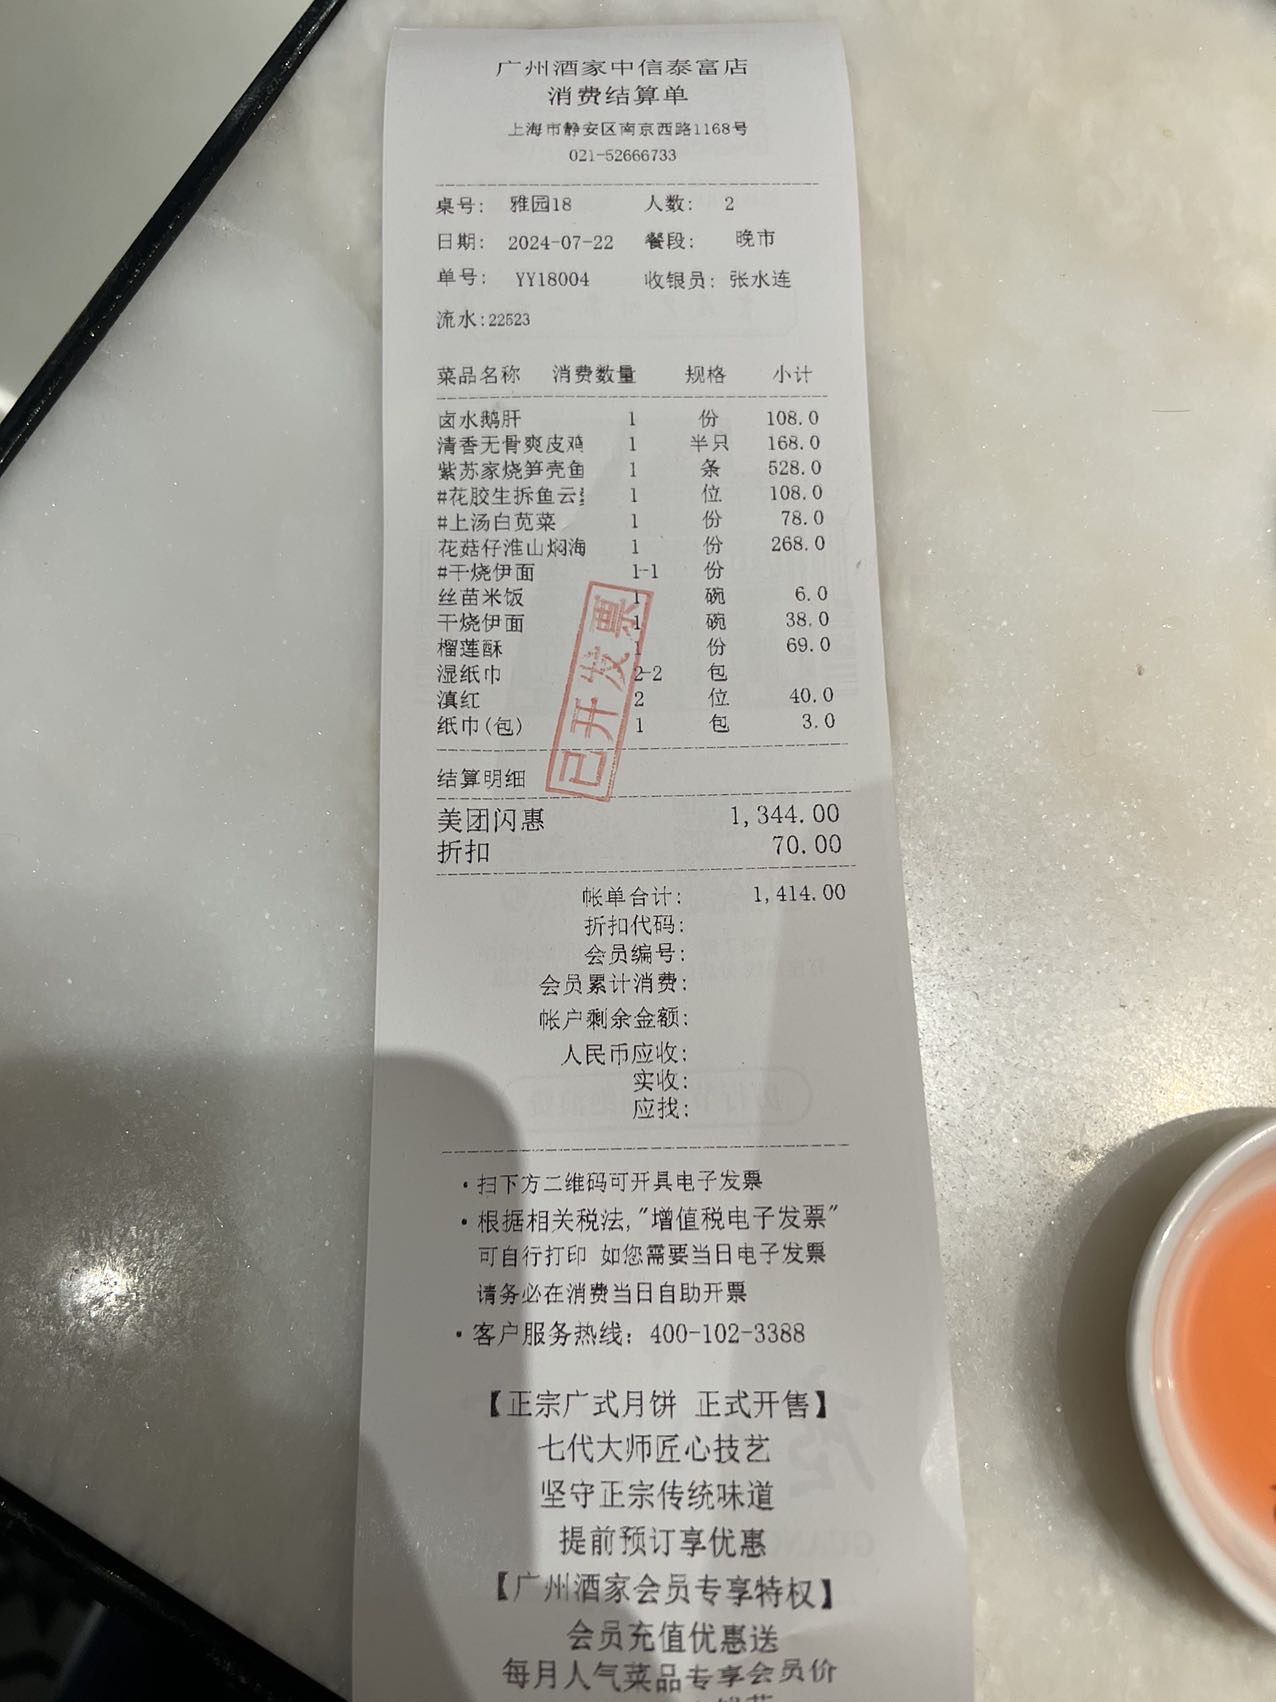 广州酒家中信泰富店
消费结算单
上海市静安区南京西路1168号
021-52666733
桌号: 雅园18 人数: 2
日期: 2024-07-22 餐段: 晚市
单号: YY18004 收银员: 张水连
流水:22523
菜品名称 消费数量 规格 小计
卤水鹅肝 1 份 108.0
清香无骨爽皮鸡 1 半只 168.0
紫苏家烧笋壳鱼 1 条 528.0
#花胶生拆鱼云 1 位 108.0
#上汤白苋菜 1 份 78.0
花菇仔淮山焖海 1 份 268.0
#干烧伊面 1-1 份
丝苗米饭 1 碗 6.0
干烧伊面 1 碗 38.0
榴莲酥 1 份 69.0
湿纸巾 2-2 包
滇红 2 位 40.0
纸巾(包) 1 包 3.0
已开发票
结算明细
美团闪惠 1,344.00
折扣 70.00
帐单合计: 1,414.00
折扣代码:
会员编号:
会员累计消费:
帐户剩余金额:
人民币应收:
实收:
应找:
·扫下方二维码可开具电子发票
·根据相关税法,"增值税电子发票"
可自行打印 如您需要当日电子发票
请务必在消费当日自助开票
·客户服务热线: 400-102-3388
【正宗广式月饼 正式开售】
七代大师匠心技艺
坚守正宗传统味道
提前预订享优惠
【广州酒家会员专享特权】
会员充值优惠送
每月人气菜品专享会员价